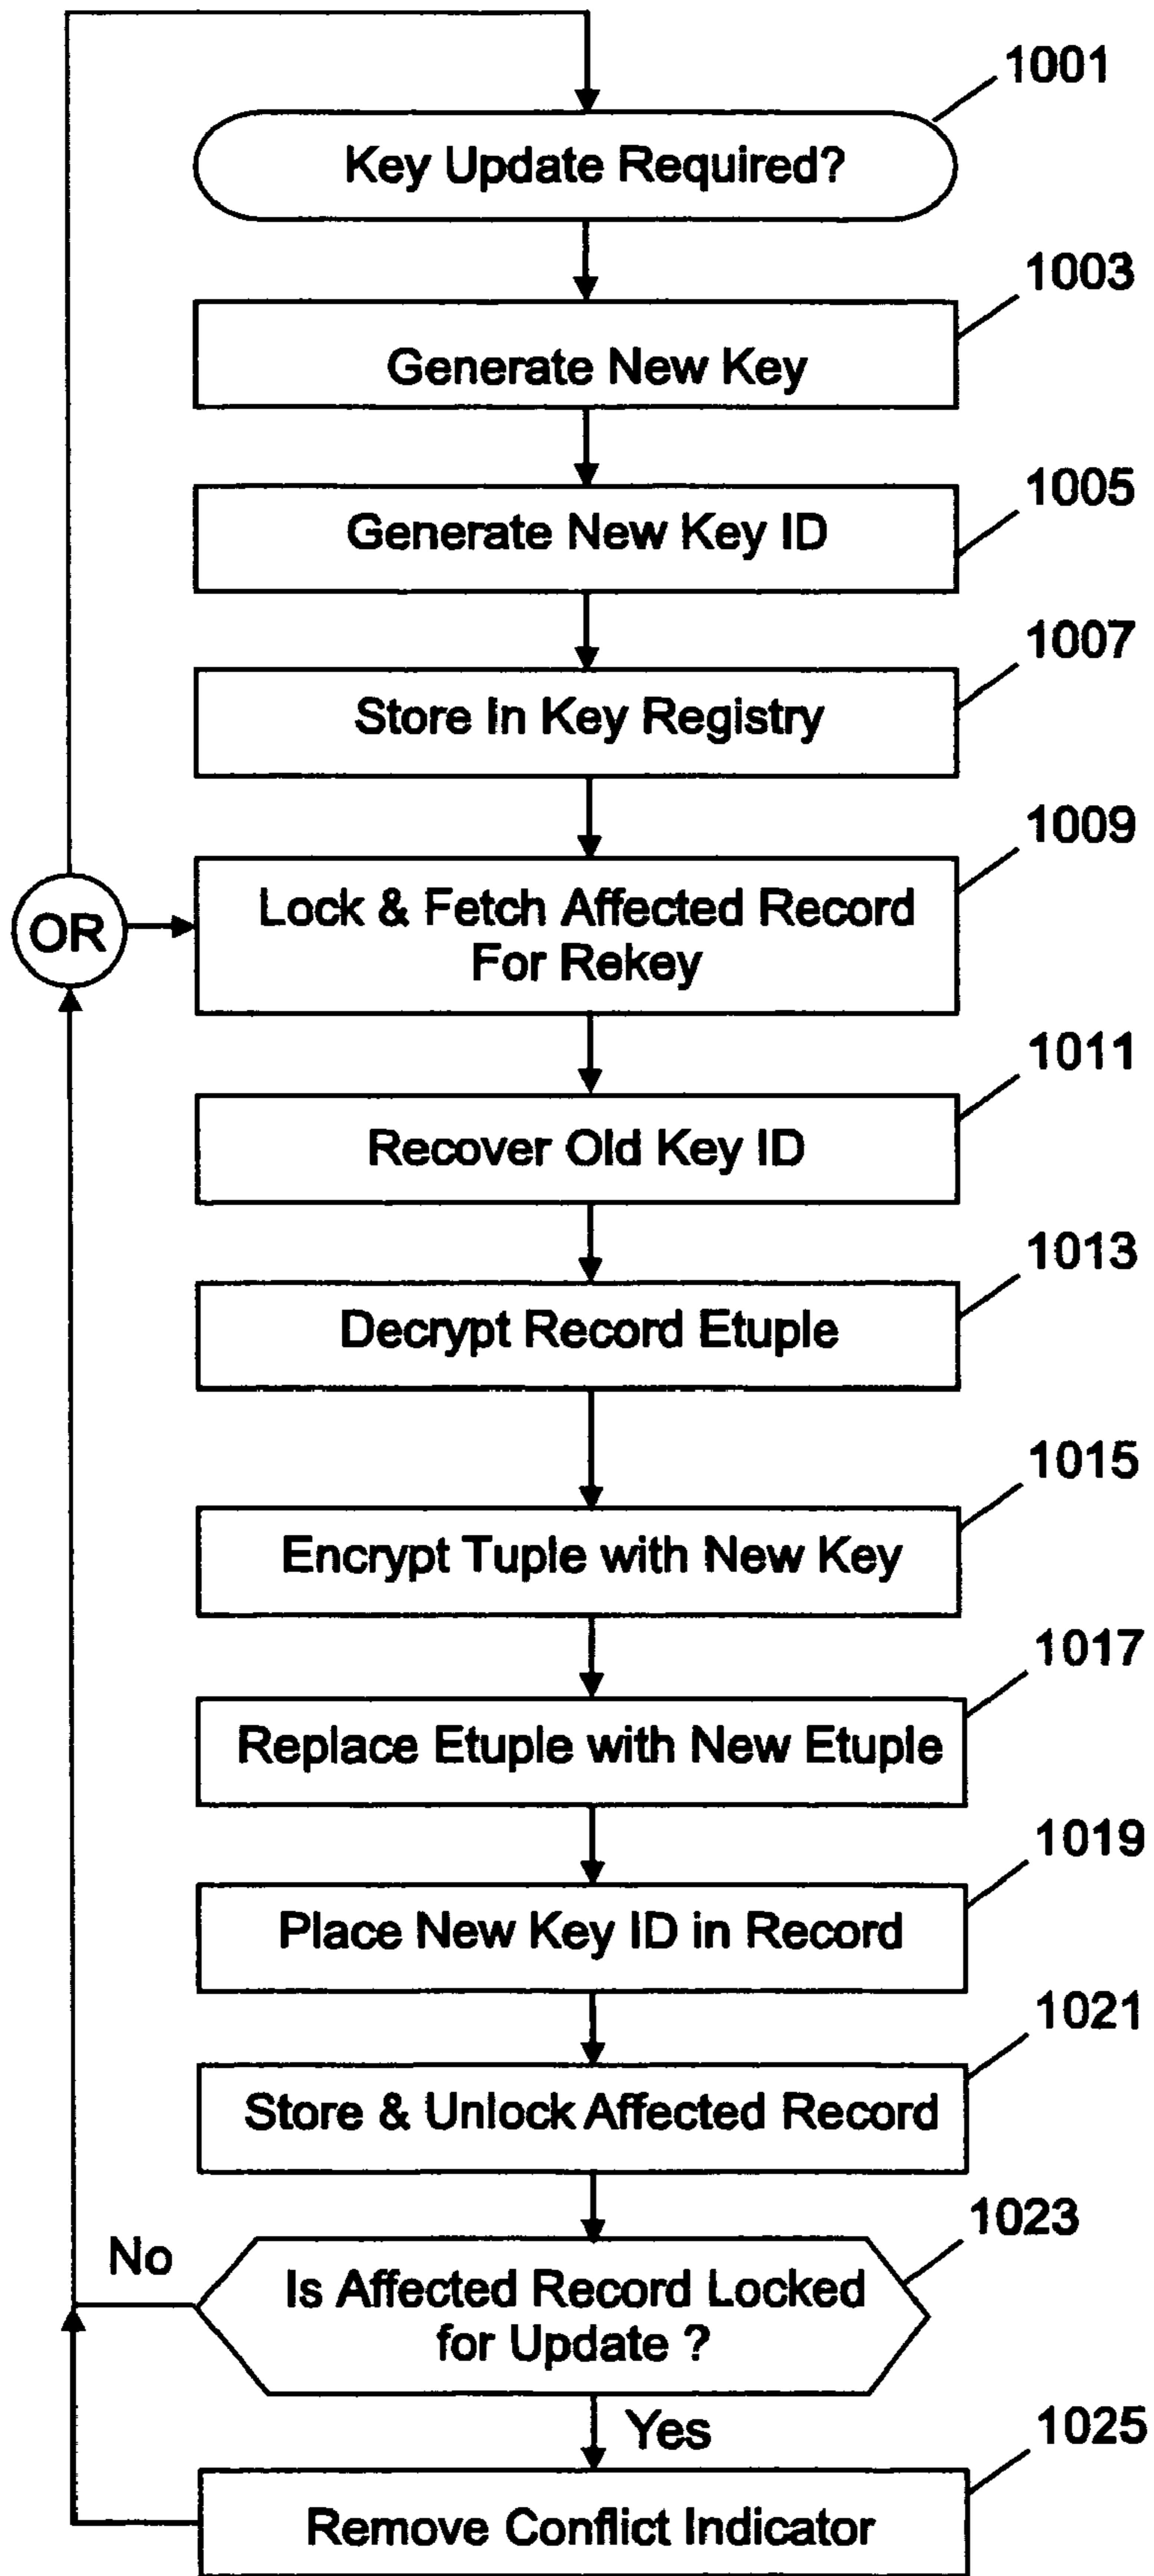 1001
Key Update Required?
1003
Generate New Key
1005
Generate New Key ID
1007
Store In Key Registry
1009
OR
Lock & Fetch Affected Record
For Rekey
1011
Recover Old Key ID
1013
Decrypt Record Etuple
1015
Encrypt Tuple with New Key
1017
Replace Etuple with New Etuple
1019
Place New Key ID in Record
1021
Store & Unlock Affected Record
1023
No
Is Affected Record Locked
for Update ?
Yes
1025
Remove Conflict Indicator